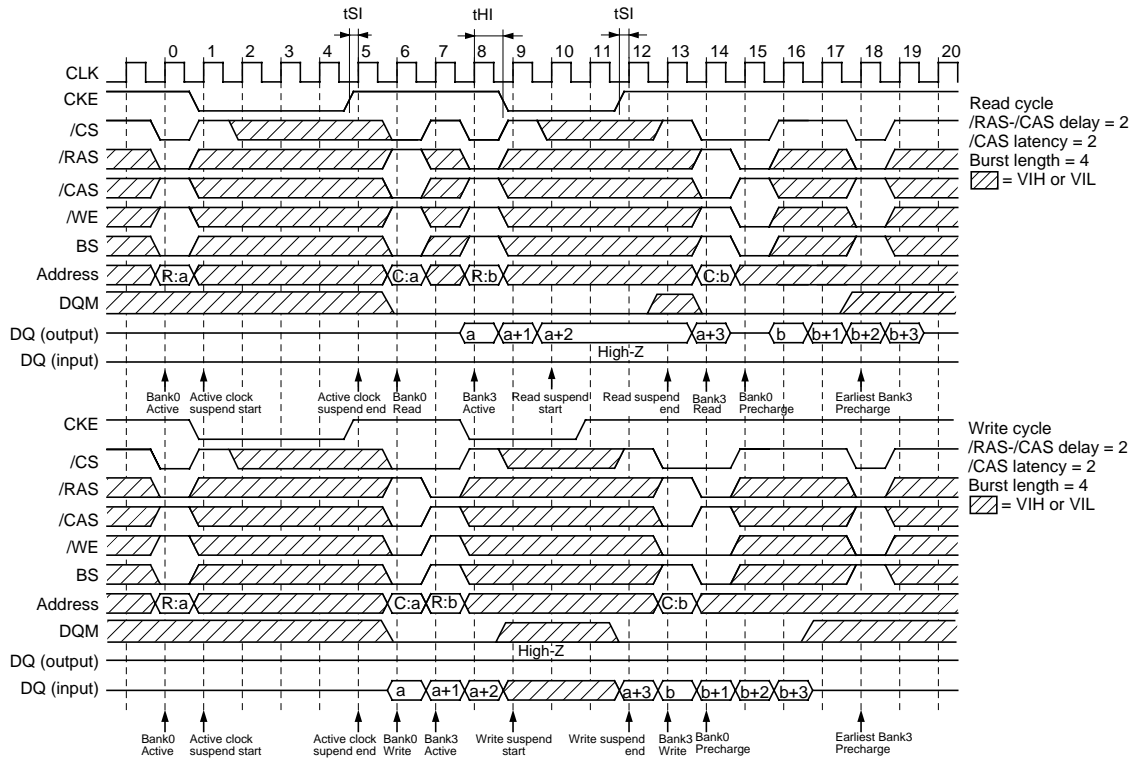 tSI tHI tSI
0 1 2 3 4 5 6 7 8 9 10 11 12 13 14 15 16 17 18 19 20
CLK
CKE
/CS
/RAS
/CAS
/WE
BS
Address R:a C:a R:b C:b
DQM
DQ (output) a a+1 a+2 a+3 b b+1 b+2 b+3
High-Z
DQ (input)
Bank0 Active
Active clock suspend start
Active clock suspend end
Bank0 Read
Bank3 Active
Read suspend start
Read suspend end
Bank3 Read
Bank0 Precharge
Earliest Bank3 Precharge
Read cycle
/RAS-/CAS delay = 2
/CAS latency = 2
Burst length = 4
= VIH or VIL
CKE
/CS
/RAS
/CAS
/WE
BS
Address R:a C:a R:b C:b
DQM
High-Z
DQ (output)
DQ (input) a a+1 a+2 a+3 b b+1 b+2 b+3
Bank0 Active
Active clock suspend start
Active clock supend end
Bank0 Write
Bank3 Active
Write suspend start
Write suspend end
Bank3 Write
Bank0 Precharge
Earliest Bank3 Precharge
Write cycle
/RAS-/CAS delay = 2
/CAS latency = 2
Burst length = 4
= VIH or VIL